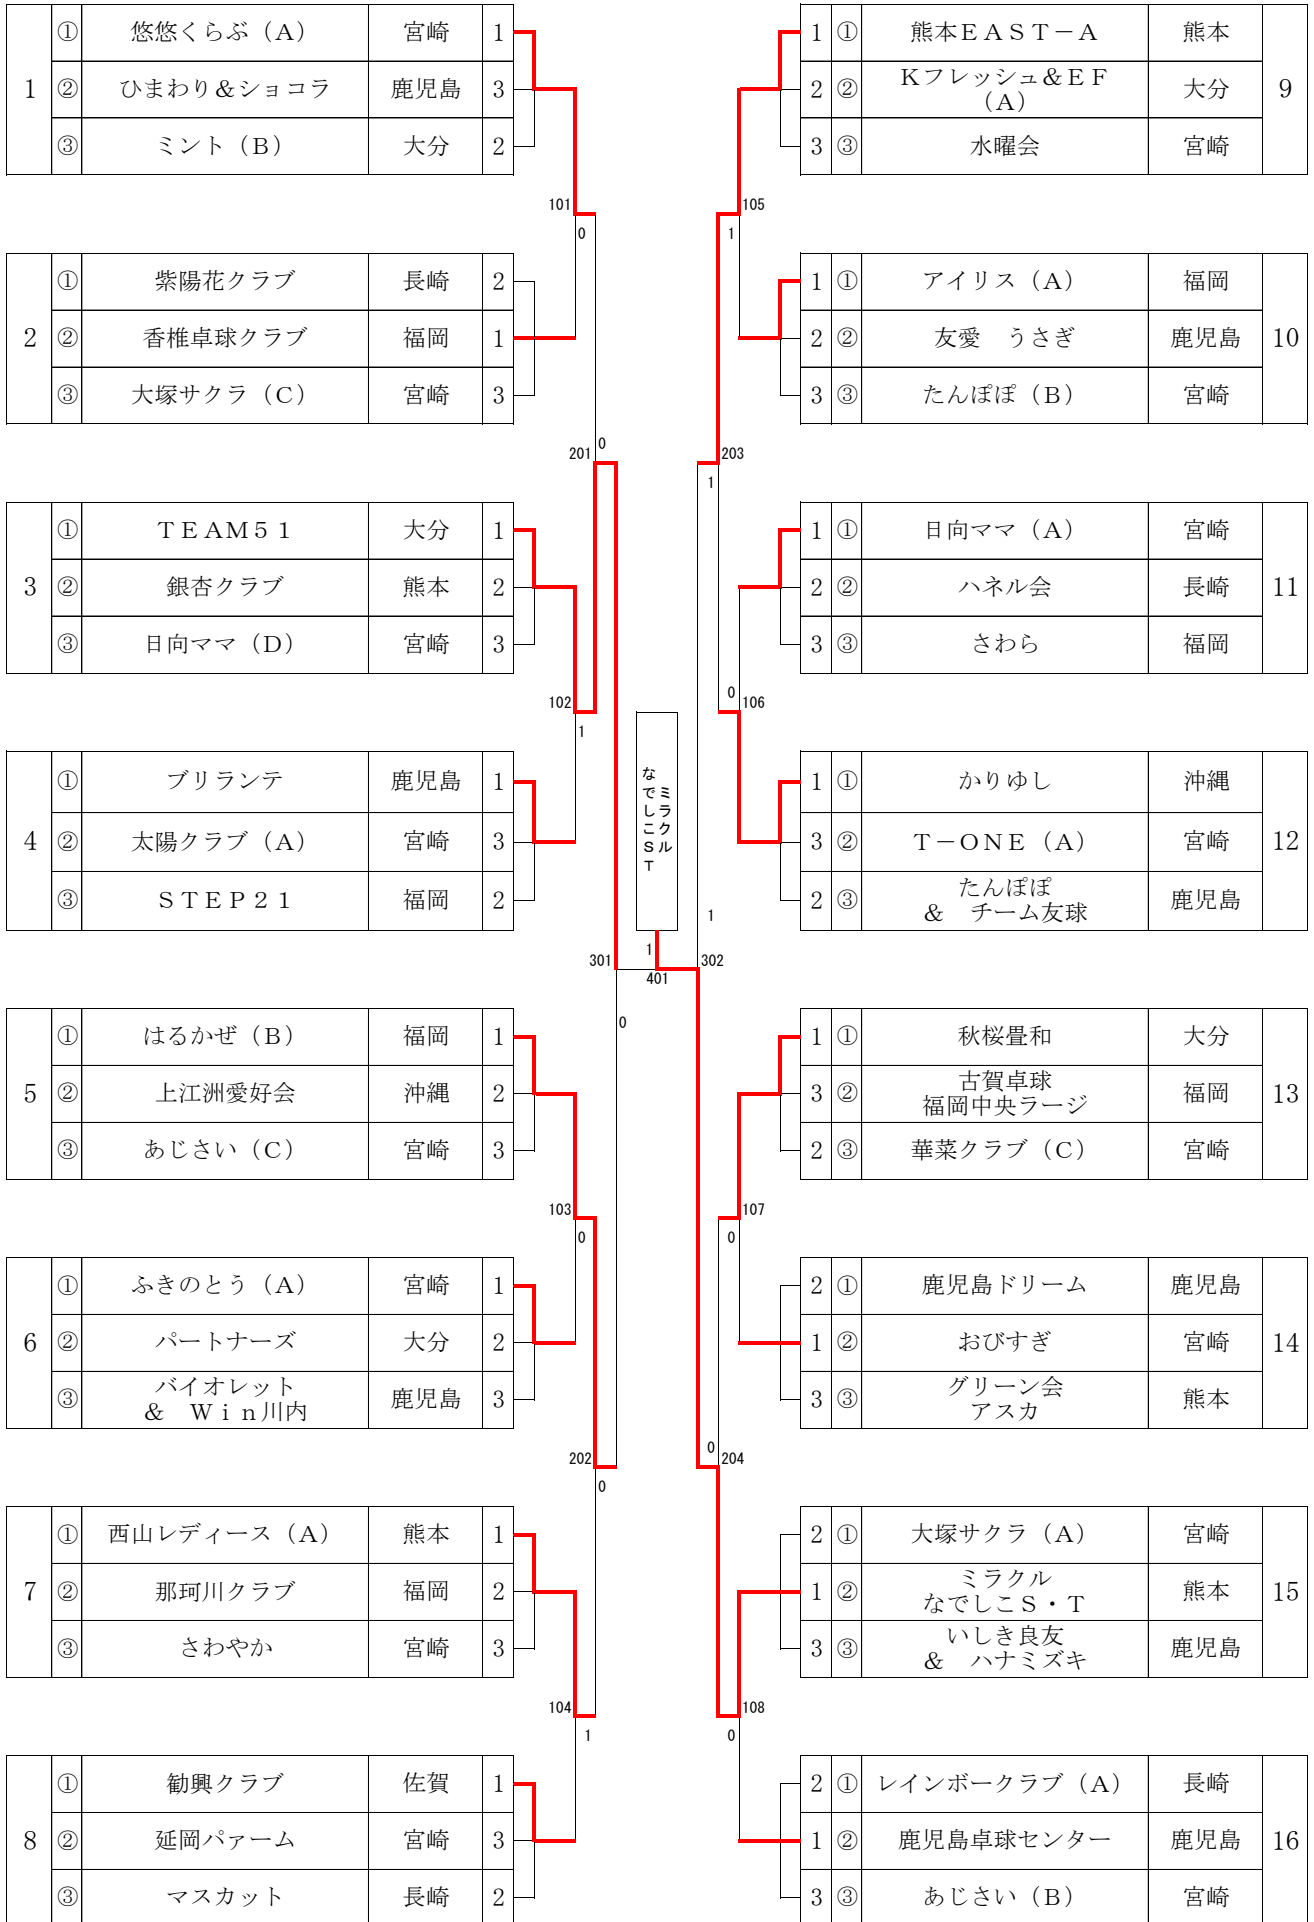 1
① 悠悠くらぶ（A） 宮崎 1
② ひまわり＆ショコラ 鹿児島 3
③ ミント（B） 大分 2
101
0
2
① 紫陽花クラブ 長崎 2
② 香椎卓球クラブ 福岡 1
③ 大塚サクラ（C） 宮崎 3
201
0
3
① ＴＥＡＭ５１ 大分 1
② 銀杏クラブ 熊本 2
③ 日向ママ（D） 宮崎 3
102
1
4
① ブリランテ 鹿児島 1
② 太陽クラブ（A） 宮崎 3
③ ＳＴＥＰ２１ 福岡 2
301
0
5
① はるかぜ（B） 福岡 1
② 上江洲愛好会 沖縄 2
③ あじさい（C） 宮崎 3
103
0
6
① ふきのとう（A） 宮崎 1
② パートナーズ 大分 2
③ バイオレット
＆　Ｗｉｎ川内 鹿児島 3
202
0
7
① 西山レディース（A） 熊本 1
② 那珂川クラブ 福岡 2
③ さわやか 宮崎 3
104
1
8
① 勧興クラブ 佐賀 1
② 延岡パァーム 宮崎 3
③ マスカット 長崎 2
ミラクル
なでしこＳＴ
1
401
1 ① 熊本ＥＡＳＴ－Ａ 熊本
2 ② Ｋフレッシュ＆ＥＦ
（A） 大分
3 ③ 水曜会 宮崎
9
105
1
1 ① アイリス（A） 福岡
2 ② 友愛　うさぎ 鹿児島
3 ③ たんぽぽ（B） 宮崎
10
203
1
1 ① 日向ママ（A） 宮崎
2 ② ハネル会 長崎
3 ③ さわら 福岡
11
0
106
1 ① かりゆし 沖縄
3 ② Ｔ－ＯＮＥ（A） 宮崎
2 ③ たんぽぽ
＆　チーム友球 鹿児島
12
1
302
1 ① 秋桜畳和 大分
3 ② 古賀卓球
福岡中央ラージ 福岡
2 ③ 華菜クラブ（C） 宮崎
13
107
0
2 ① 鹿児島ドリーム 鹿児島
1 ② おびすぎ 宮崎
3 ③ グリーン会
アスカ 熊本
14
0
204
2 ① 大塚サクラ（A） 宮崎
1 ② ミラクル
なでしこＳ・Ｔ 熊本
3 ③ いしき良友
＆　ハナミズキ 鹿児島
15
108
0
2 ① レインボークラブ（A） 長崎
1 ② 鹿児島卓球センター 鹿児島
3 ③ あじさい（B） 宮崎
16